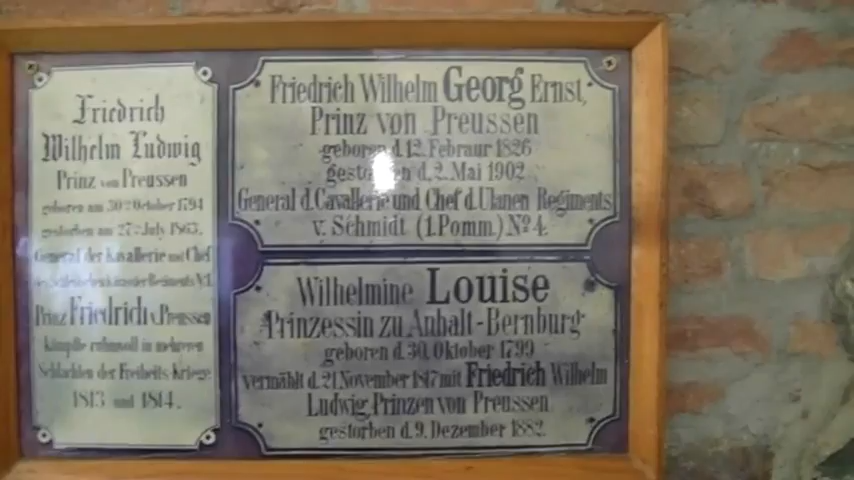 Friedrich
Wilhelm Ludwig
Prinz von Preussen
geboren am 30ten October 1794
gestorben am 27ten July 1863.
General der Kavallerie und Chef
Prinz Friedrich v. Preussen
kämpfte ruhmvoll in mehreren
Schlachten der Freiheits-Kriege
1813 und 1814.
Friedrich Wilhelm Georg Ernst,
Prinz von Preussen
geboren d. 12. Februar 1826
gestorben d. 2. Mai 1902
General d. Cavallerie und Chef d. Ulanen Regiments
v. Schmidt (1. Pomm.) No 4.
Wilhelmine Louise
Prinzessin zu Anhalt-Bernburg
geboren d. 30. Oktober 1799
vermählt d. 21. November 1817 mit Friedrich Wilhelm
Ludwig, Prinzen von Preussen
gestorben d. 9. Dezember 1882.